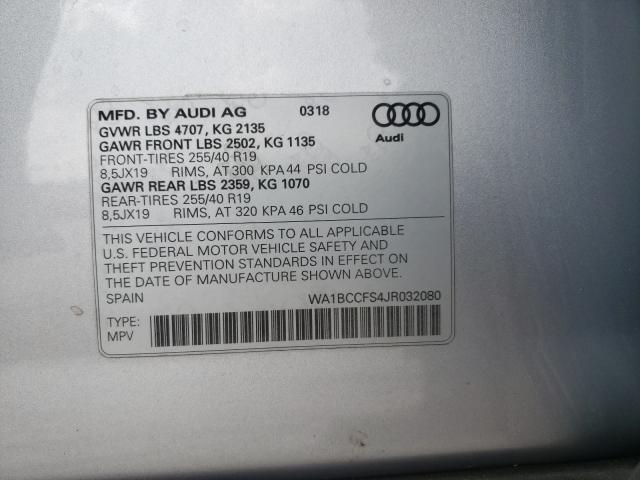 MFD. BY AUDI AG 0318
GVWR LBS 4707, KG 2135
GAWR FRONT LBS 2502, KG 1135
FRONT-TIRES 255/40 R19
8,5JX19 RIMS, AT 300 KPA 44 PSI COLD
GAWR REAR LBS 2359, KG 1070
REAR-TIRES 255/40 R19
8,5JX19 RIMS, AT 320 KPA 46 PSI COLD
Audi
THIS VEHICLE CONFORMS TO ALL APPLICABLE
U.S. FEDERAL MOTOR VEHICLE SAFETY AND
THEFT PREVENTION STANDARDS IN EFFECT ON
THE DATE OF MANUFACTURE SHOWN ABOVE.
SPAIN WA1BCCFS4JR032080
TYPE:
MPV